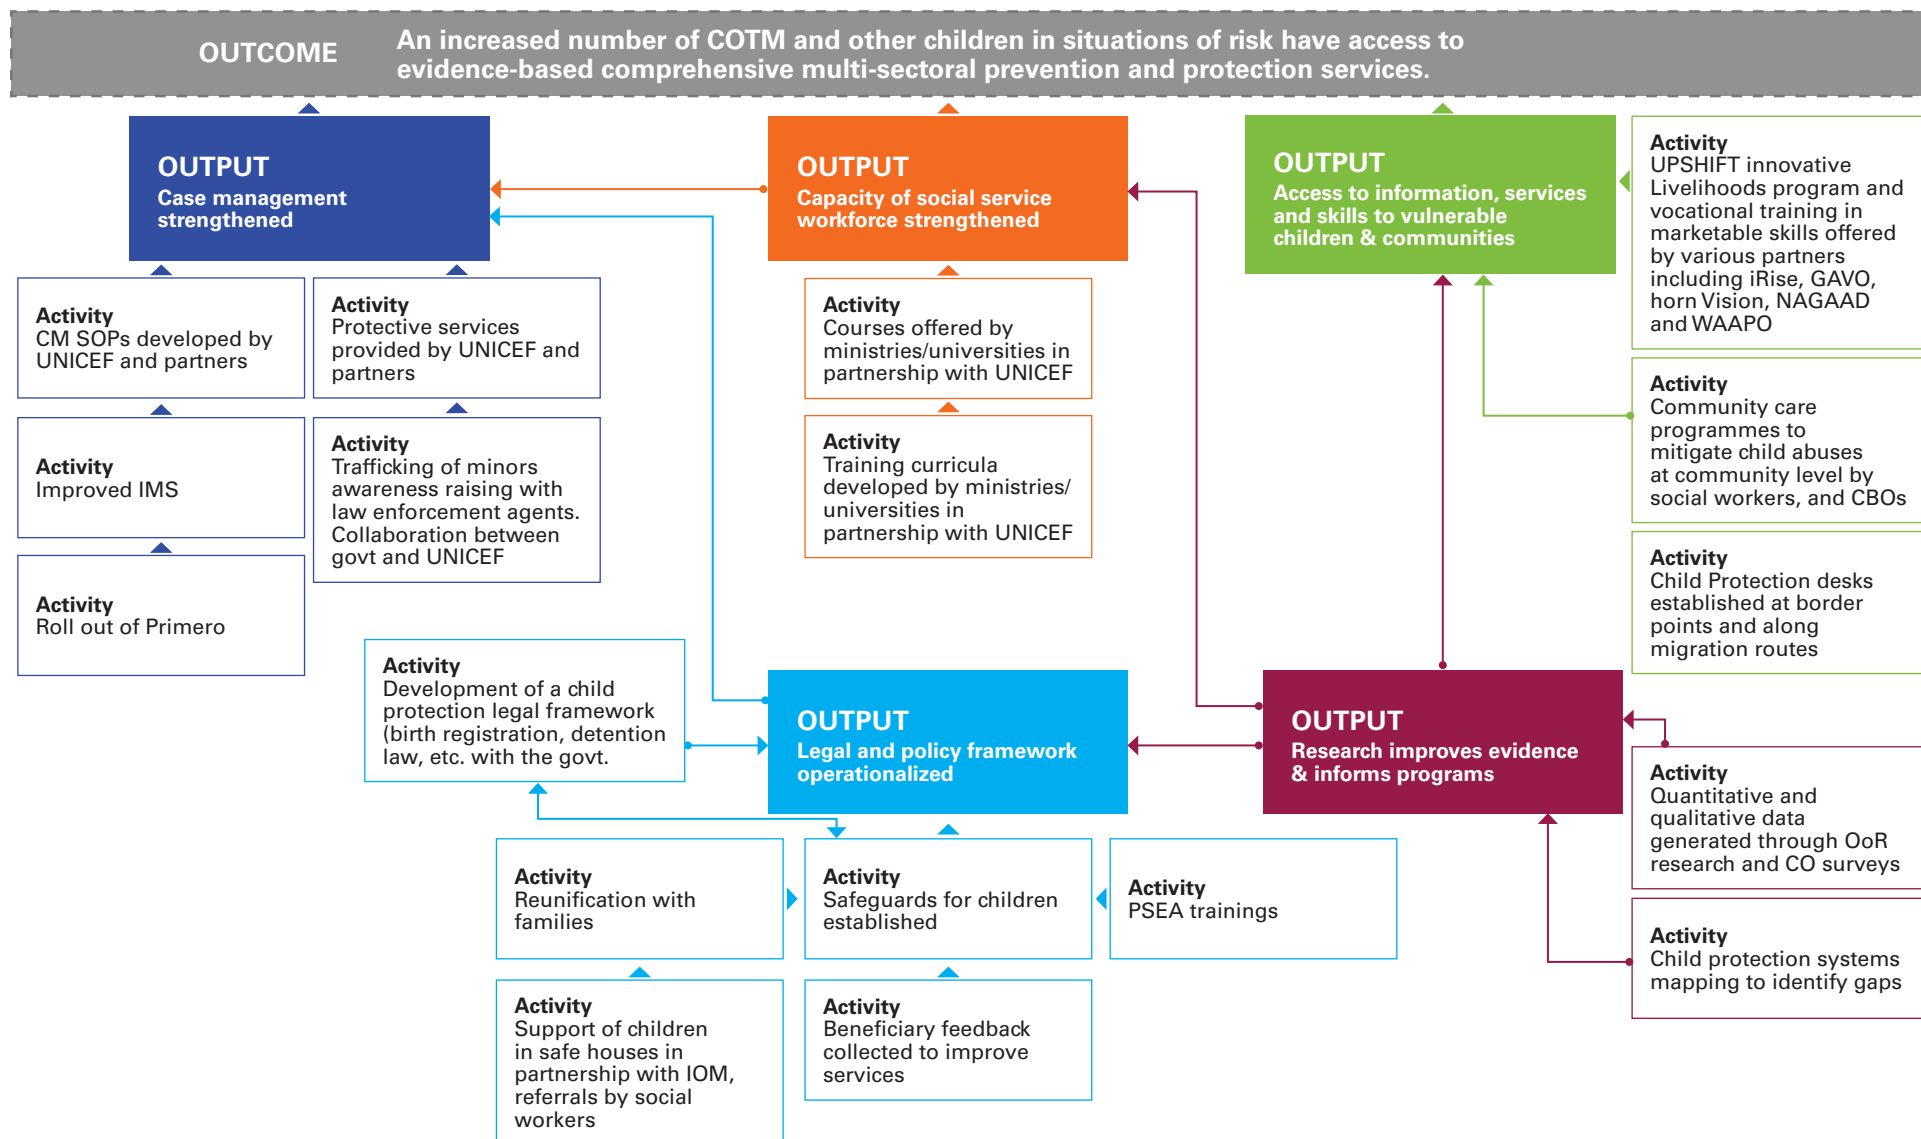 OUTCOME
An increased number of COTM and other children in situations of risk have access to
evidence-based comprehensive multi-sectoral prevention and protection services.
OUTPUT
Case management
strengthened
OUTPUT
Capacity of social service
workforce strengthened
OUTPUT
Access to information, services
and skills to vulnerable
children & communities
Activity
UPSHIFT innovative
Livelihoods program and
vocational training in
marketable skills offered
by various partners
including iRise, GAVO,
horn Vision, NAGAAD
and WAAPO
Activity
CM SOPs developed by
UNICEF and partners
Activity
Protective services
provided by UNICEF and
partners
Activity
Courses offered by
ministries/universities in
partnership with UNICEF
Activity
Community care
programmes to
mitigate child abuses
at community level by
social workers, and CBOs
Activity
Improved IMS
Activity
Trafficking of minors
awareness raising with
law enforcement agents.
Collaboration between
govt and UNICEF
Activity
Training curricula
developed by ministries/
universities in
partnership with UNICEF
Activity
Child Protection desks
established at border
points and along
migration routes
Activity
Roll out of Primero
Activity
Development of a child
protection legal framework
(birth registration, detention
law, etc. with the govt.
OUTPUT
Legal and policy framework
operationalized
OUTPUT
Research improves evidence
& informs programs
Activity
Quantitative and
qualitative data
generated through OoR
research and CO surveys
Activity
Reunification with
families
Activity
Safeguards for children
established
Activity
PSEA trainings
Activity
Child protection systems
mapping to identify gaps
Activity
Support of children
in safe houses in
partnership with IOM,
referrals by social
workers
Activity
Beneficiary feedback
collected to improve
services